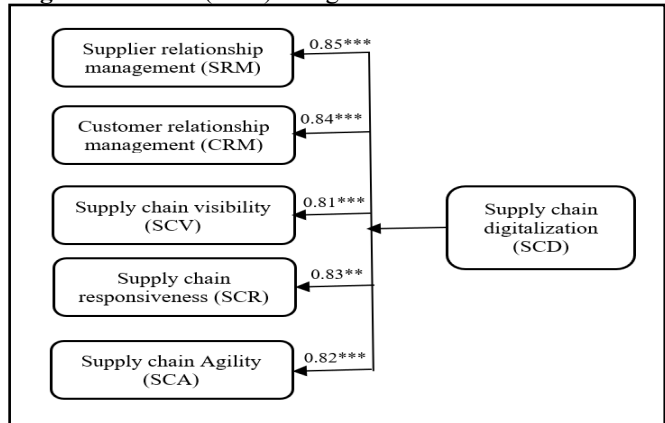 Supplier relationship
management (SRM)
0.85***
Customer relationship
management (CRM)
0.84***
Supply chain visibility
(SCV)
0.81***
Supply chain
digitalization
(SCD)
Supply chain
responsiveness (SCR)
0.83**
Supply chain Agility
(SCA)
0.82***